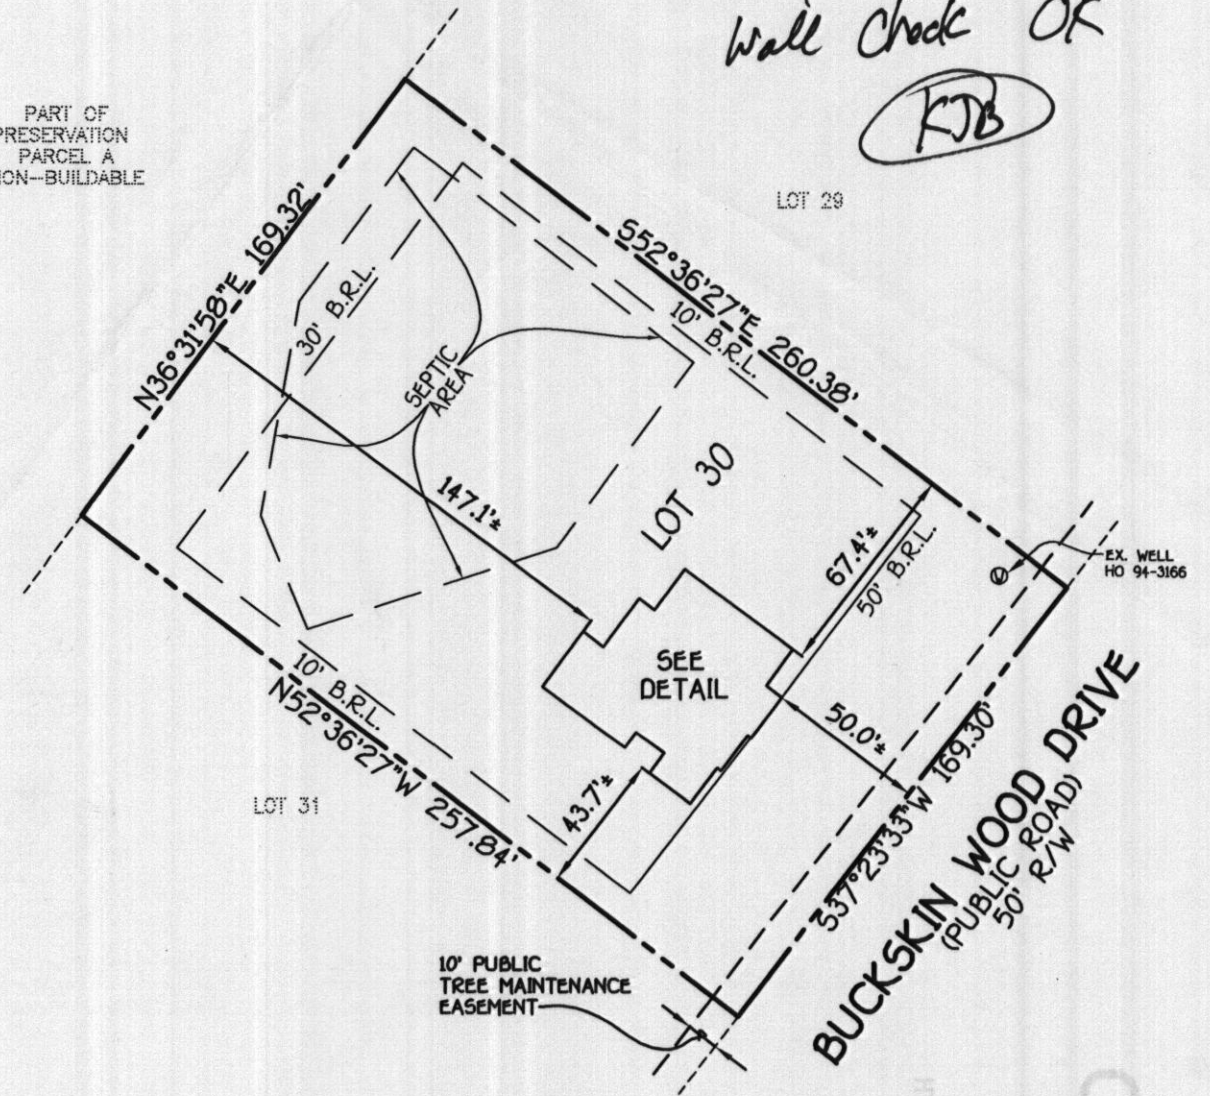 Wall Check OK
KJB
PART OF
PRESERVATION
PARCEL A
NON--BUILDABLE
LOT 29
N36°31'58"E 169.32'
S52°36'27"E 260.38'
10' B.R.L.
30' B.R.L.
SEPTIC
AREA
LOT 30
147.1'±
67.4'±
50' B.R.L.
EX. WELL
HO 94-3166
W
SEE
DETAIL
10' B.R.L.
N52°36'27"W 257.84'
LOT 31
43.7'±
50.0'±
S37°23'33"W 169.30'
BUCKSKIN WOOD DRIVE
(PUBLIC ROAD)
50' R/W
10' PUBLIC
TREE MAINTENANCE
EASEMENT